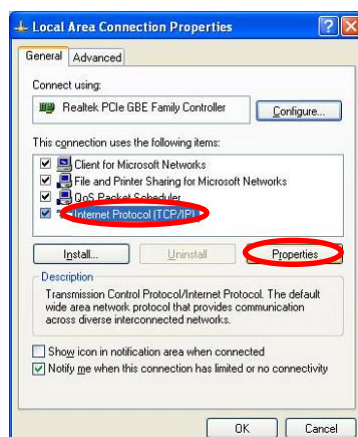 Local Area Connection Properties
General Advanced
Connect using:
Realtek PCIe GBE Family Controller Configure...
This connection uses the following items:
Client for Microsoft Networks
File and Printer Sharing for Microsoft Networks
QoS Packet Scheduler
Internet Protocol (TCP/IP)
Install... Uninstall Properties
Description
Transmission Control Protocol/Internet Protocol. The default
wide area network protocol that provides communication
across diverse interconnected networks.
Show icon in notification area when connected
Notify me when this connection has limited or no connectivity
OK Cancel